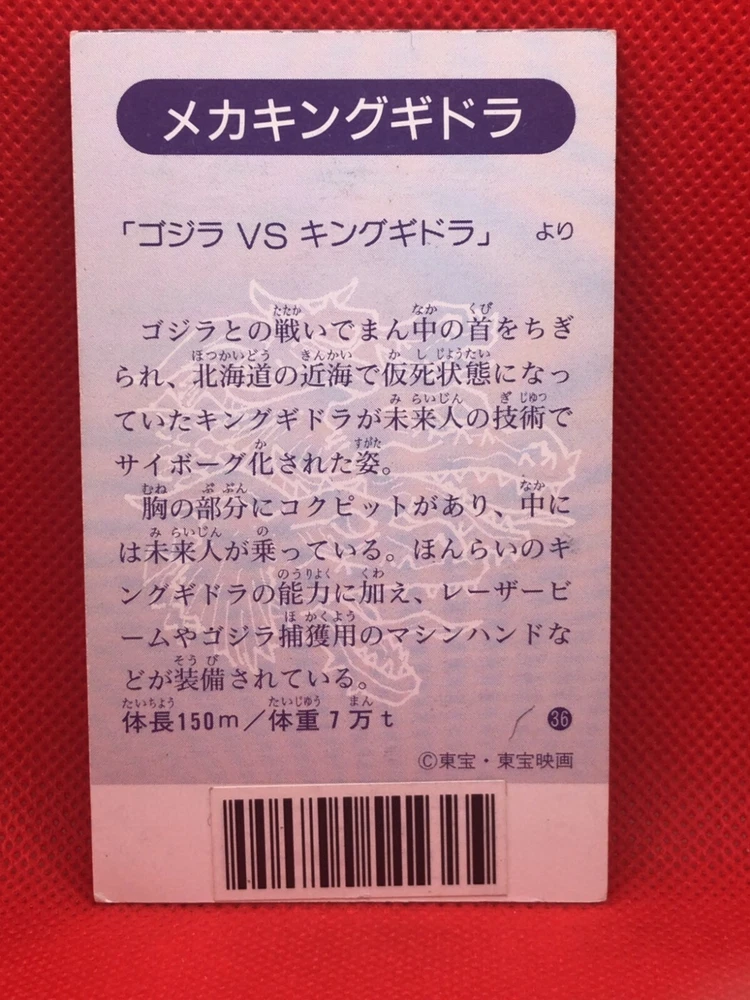 メカキングギドラ
「ゴジラ VS キングギドラ」 より
ゴジラとの戦いでまん中の首をちぎ
られ、北海道の近海で仮死状態になっ
ていたキングギドラが未来人の技術で
サイボーグ化された姿。
胸の部分にコクピットがあり、中に
は未来人が乗っている。ほんらいのキ
ングギドラの能力に加え、レーザービ
ームやゴジラ捕獲用のマシンハンドな
どが装備されている。
体長150m／体重7万t
36
©東宝・東宝映画